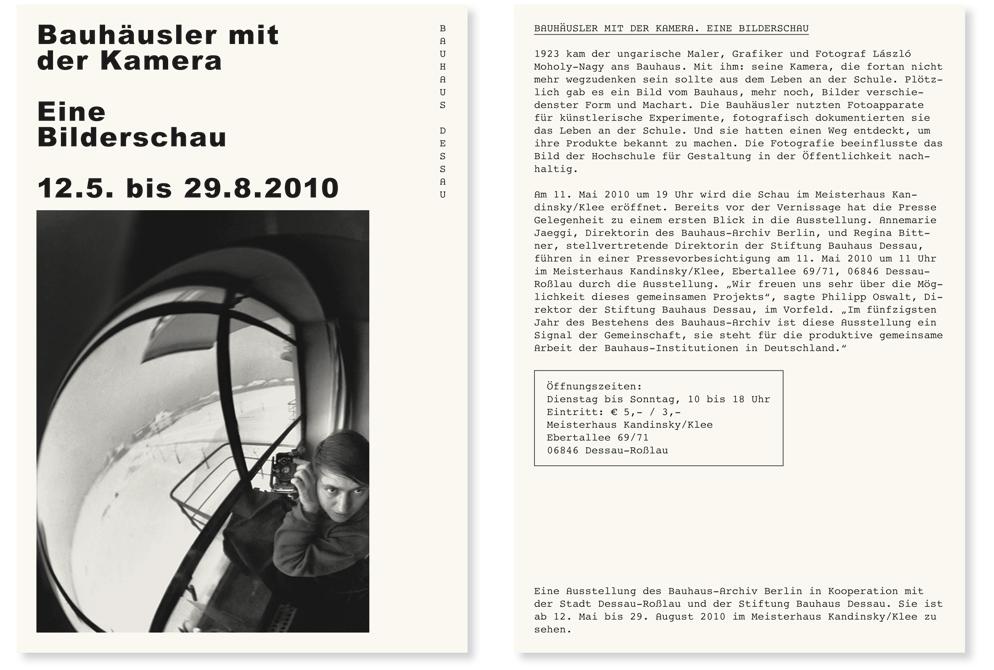 Bauhäusler mit
der Kamera
Eine
Bilderschau
12.5. bis 29.8.2010
BAUHAUS DESSAU
BAUHÄUSLER MIT DER KAMERA. EINE BILDERSCHAU
1923 kam der ungarische Maler, Grafiker und Fotograf László
Moholy-Nagy ans Bauhaus. Mit ihm: seine Kamera, die fortan nicht
mehr wegzudenken sein sollte aus dem Leben an der Schule. Plötz-
lich gab es ein Bild vom Bauhaus, mehr noch, Bilder verschie-
denster Form und Machart. Die Bauhäusler nutzten Fotoapparate
für künstlerische Experimente, fotografisch dokumentierten sie
das Leben an der Schule. Und sie hatten einen Weg entdeckt, um
ihre Produkte bekannt zu machen. Die Fotografie beeinflusste das
Bild der Hochschule für Gestaltung in der Öffentlichkeit nach-
haltig.
Am 11. Mai 2010 um 19 Uhr wird die Schau im Meisterhaus Kan-
dinsky/Klee eröffnet. Bereits vor der Vernissage hat die Presse
Gelegenheit zu einem ersten Blick in die Ausstellung. Annemarie
Jaeggi, Direktorin des Bauhaus-Archiv Berlin, und Regina Bitt-
ner, stellvertretende Direktorin der Stiftung Bauhaus Dessau,
führen in einer Pressevorbesichtigung am 11. Mai 2010 um 11 Uhr
im Meisterhaus Kandinsky/Klee, Ebertallee 69/71, 06846 Dessau-
Roßlau durch die Ausstellung. „Wir freuen uns sehr über die Mög-
lichkeit dieses gemeinsamen Projekts“, sagte Philipp Oswalt, Di-
rektor der Stiftung Bauhaus Dessau, im Vorfeld. „Im fünfzigsten
Jahr des Bestehens des Bauhaus-Archiv ist diese Ausstellung ein
Signal der Gemeinschaft, sie steht für die produktive gemeinsame
Arbeit der Bauhaus-Institutionen in Deutschland.“
Öffnungszeiten:
Dienstag bis Sonntag, 10 bis 18 Uhr
Eintritt: € 5,- / 3,-
Meisterhaus Kandinsky/Klee
Ebertallee 69/71
06846 Dessau-Roßlau
Eine Ausstellung des Bauhaus-Archiv Berlin in Kooperation mit
der Stadt Dessau-Roßlau und der Stiftung Bauhaus Dessau. Sie ist
ab 12. Mai bis 29. August 2010 im Meisterhaus Kandinsky/Klee zu
sehen.